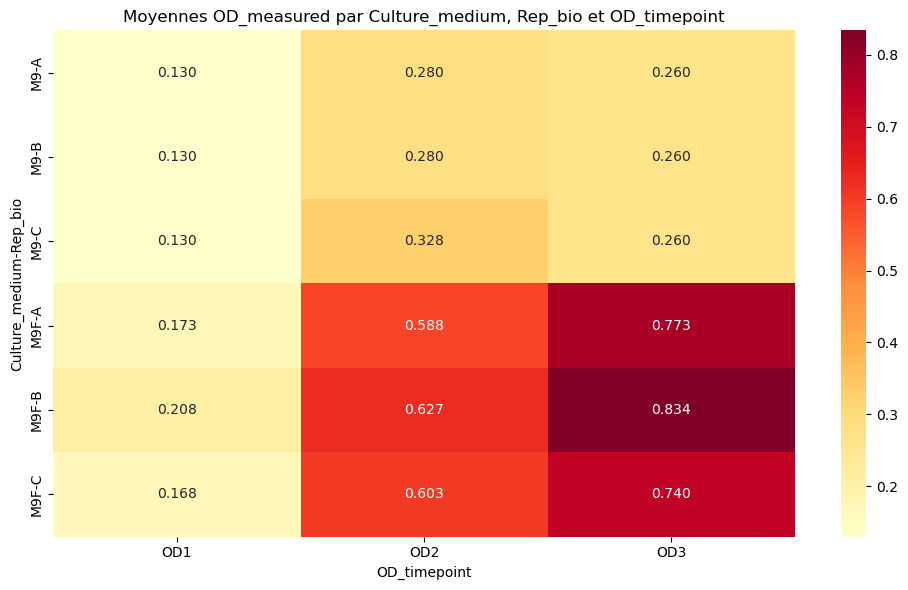 Moyennes OD_measured par Culture_medium, Rep_bio et OD_timepoint
Culture_medium-Rep_bio
M9-A 0.130 0.280 0.260
M9-B 0.130 0.280 0.260
M9-C 0.130 0.328 0.260
M9F-A 0.173 0.588 0.773
M9F-B 0.208 0.627 0.834
M9F-C 0.168 0.603 0.740
OD1 OD2 OD3
OD_timepoint
0.8
0.7
0.6
0.5
0.4
0.3
0.2